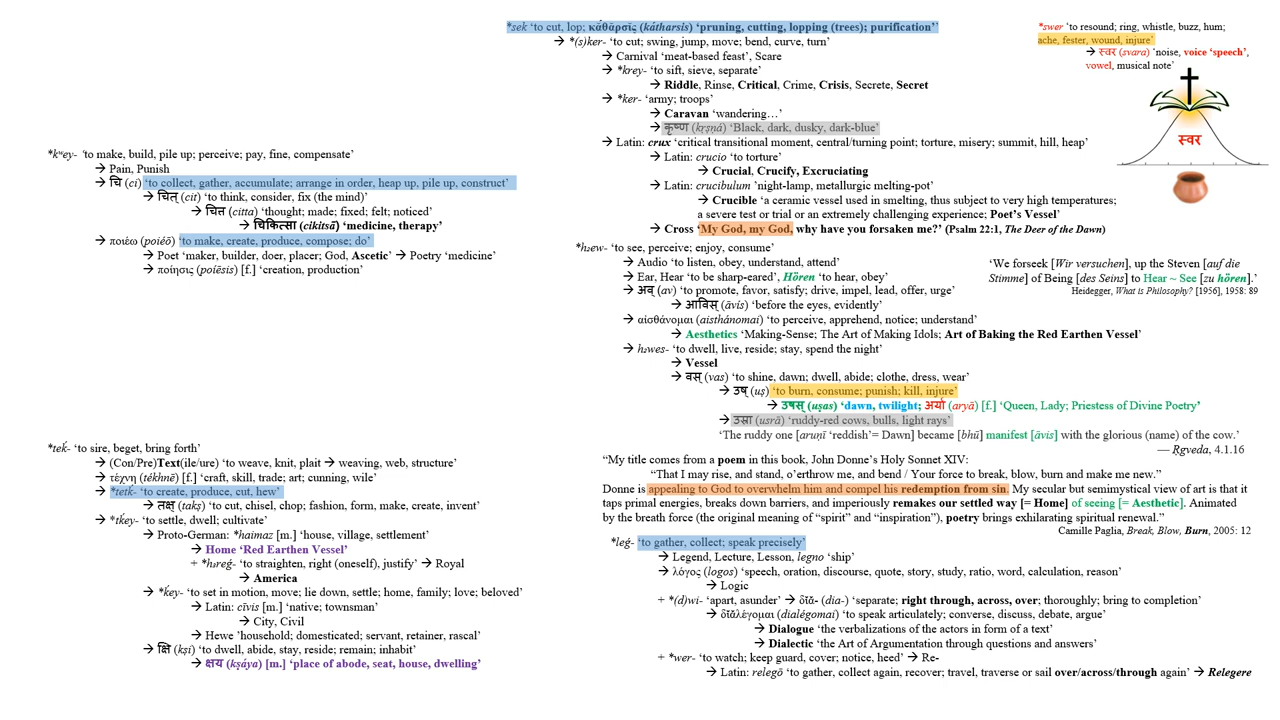 *sek 'to cut, lop; κᾰ́θᾰρσῐς (kátharsis) 'pruning, cutting, lopping (trees); purification''
→ *(s)ker- 'to cut; swing, jump, move; bend, curve, turn'
→ Carnival 'meat-based feast', Scare
→ *krey- 'to sift, sieve, separate'
→ Riddle, Rinse, Critical, Crime, Crisis, Secrete, Secret
→ *ker- 'army; troops'
→ Caravan 'wandering…'
→ कृष्ण (kṛṣṇá) 'Black, dark, dusky, dark-blue'
→ Latin: crux 'critical transitional moment, central/turning point; torture, misery; summit, hill, heap'
→ Latin: crucio 'to torture'
→ Crucial, Crucify, Excruciating
→ Latin: crucibulum 'night-lamp, metallurgic melting-pot'
→ Crucible 'a ceramic vessel used in smelting, thus subject to very high temperatures;
a severe test or trial or an extremely challenging experience; Poet's Vessel'
→ Cross 'My God, my God, why have you forsaken me?' (Psalm 22:1, The Deer of the Dawn)
*swer 'to resound; ring, whistle, buzz, hum;
ache, fester, wound, injure'
→ स्वर (svara) 'noise, voice 'speech',
vowel, musical note'
स्वर
*kʷey- 'to make, build, pile up; perceive; pay, fine, compensate'
→ Pain, Punish
→ चि (ci) 'to collect, gather, accumulate; arrange in order, heap up, pile up, construct'
→ चित् (cit) 'to think, consider, fix (the mind)'
→ चित्त (citta) 'thought; made; fixed; felt; noticed'
→ चिकित्सा (cikitsā) 'medicine, therapy'
→ ποιέω (poiéō) 'to make, create, produce, compose; do'
→ Poet 'maker, builder, doer, placer; God, Ascetic' → Poetry 'medicine'
→ ποίησις (poíēsis) [f.] 'creation, production'
*h₂ew- 'to see, perceive; enjoy, consume'
→ Audio 'to listen, obey, understand, attend'
→ Ear, Hear 'to be sharp-eared', Hören 'to hear, obey'
→ अव् (av) 'to promote, favor, satisfy; drive, impel, lead, offer, urge'
→ आविस् (āvis) 'before the eyes, evidently'
→ αἰσθάνομαι (aisthánomai) 'to perceive, apprehend, notice; understand'
→ Aesthetics 'Making-Sense; The Art of Making Idols; Art of Baking the Red Earthen Vessel'
→ h₂wes- 'to dwell, live, reside; stay, spend the night'
→ Vessel
→ वस् (vas) 'to shine, dawn; dwell, abide; clothe, dress, wear'
→ उष् (uṣ) 'to burn, consume; punish; kill, injure'
→ उषस् (uṣas) 'dawn, twilight; अर्या (aryā) [f.] 'Queen, Lady; Priestess of Divine Poetry'
→ उस्रा (usrā) 'ruddy-red cows, bulls, light rays'
'The ruddy one [aruṇī 'reddish'= Dawn] became [bhū] manifest [āvis] with the glorious (name) of the cow.'
— Ṛgveda, 4.1.16
'We forseek [Wir versuchen], up the Steven [auf die
Stimme] of Being [des Seins] to Hear ~ See [zu hören].'
Heidegger, What is Philosophy? [1956], 1958: 89
*teḱ- 'to sire, beget, bring forth'
→ (Con/Pre)Text(ile/ure) 'to weave, knit, plait → weaving, web, structure'
→ τέχνη (tékhnē) [f.] 'craft, skill, trade; art; cunning, wile'
→ *tetḱ- 'to create, produce, cut, hew'
→ तक्ष् (takṣ) 'to cut, chisel, chop; fashion, form, make, create, invent'
→ *tḱey- 'to settle, dwell; cultivate'
→ Proto-German: *haimaz [m.] 'house, village, settlement'
→ Home 'Red Earthen Vessel'
+ *h₃reǵ- 'to straighten, right (oneself), justify' → Royal
→ America
→ *ḱey- 'to set in motion, move; lie down, settle; home, family; love; beloved'
→ Latin: cīvis [m.] 'native; townsman'
→ City, Civil
→ Hewe 'household; domesticated; servant, retainer, rascal'
→ क्षि (kṣi) 'to dwell, abide, stay, reside; remain; inhabit'
→ क्षय (kṣáya) [m.] 'place of abode, seat, house, dwelling'
"My title comes from a poem in this book, John Donne's Holy Sonnet XIV:
"That I may rise, and stand, o'erthrow me, and bend / Your force to break, blow, burn and make me new."
Donne is appealing to God to overwhelm him and compel his redemption from sin. My secular but semimystical view of art is that it
taps primal energies, breaks down barriers, and imperiously remakes our settled way [= Home] of seeing [= Aesthetic]. Animated
by the breath force (the original meaning of "spirit" and "inspiration"), poetry brings exhilarating spiritual renewal."
Camille Paglia, Break, Blow, Burn, 2005: 12
*leǵ- 'to gather, collect; speak precisely'
→ Legend, Lecture, Lesson, legno 'ship'
→ λόγος (logos) 'speech, oration, discourse, quote, story, study, ratio, word, calculation, reason'
→ Logic
+ *(d)wi- 'apart, asunder' → δῐᾰ- (dia-) 'separate; right through, across, over; thoroughly; bring to completion'
→ δῐᾰλέγομαι (dialégomai) 'to speak articulately; converse, discuss, debate, argue'
→ Dialogue 'the verbalizations of the actors in form of a text'
→ Dialectic 'the Art of Argumentation through questions and answers'
+ *wer- 'to watch; keep guard, cover; notice, heed' → Re-
→ Latin: relegō 'to gather, collect again, recover; travel, traverse or sail over/across/through again' → Relegere